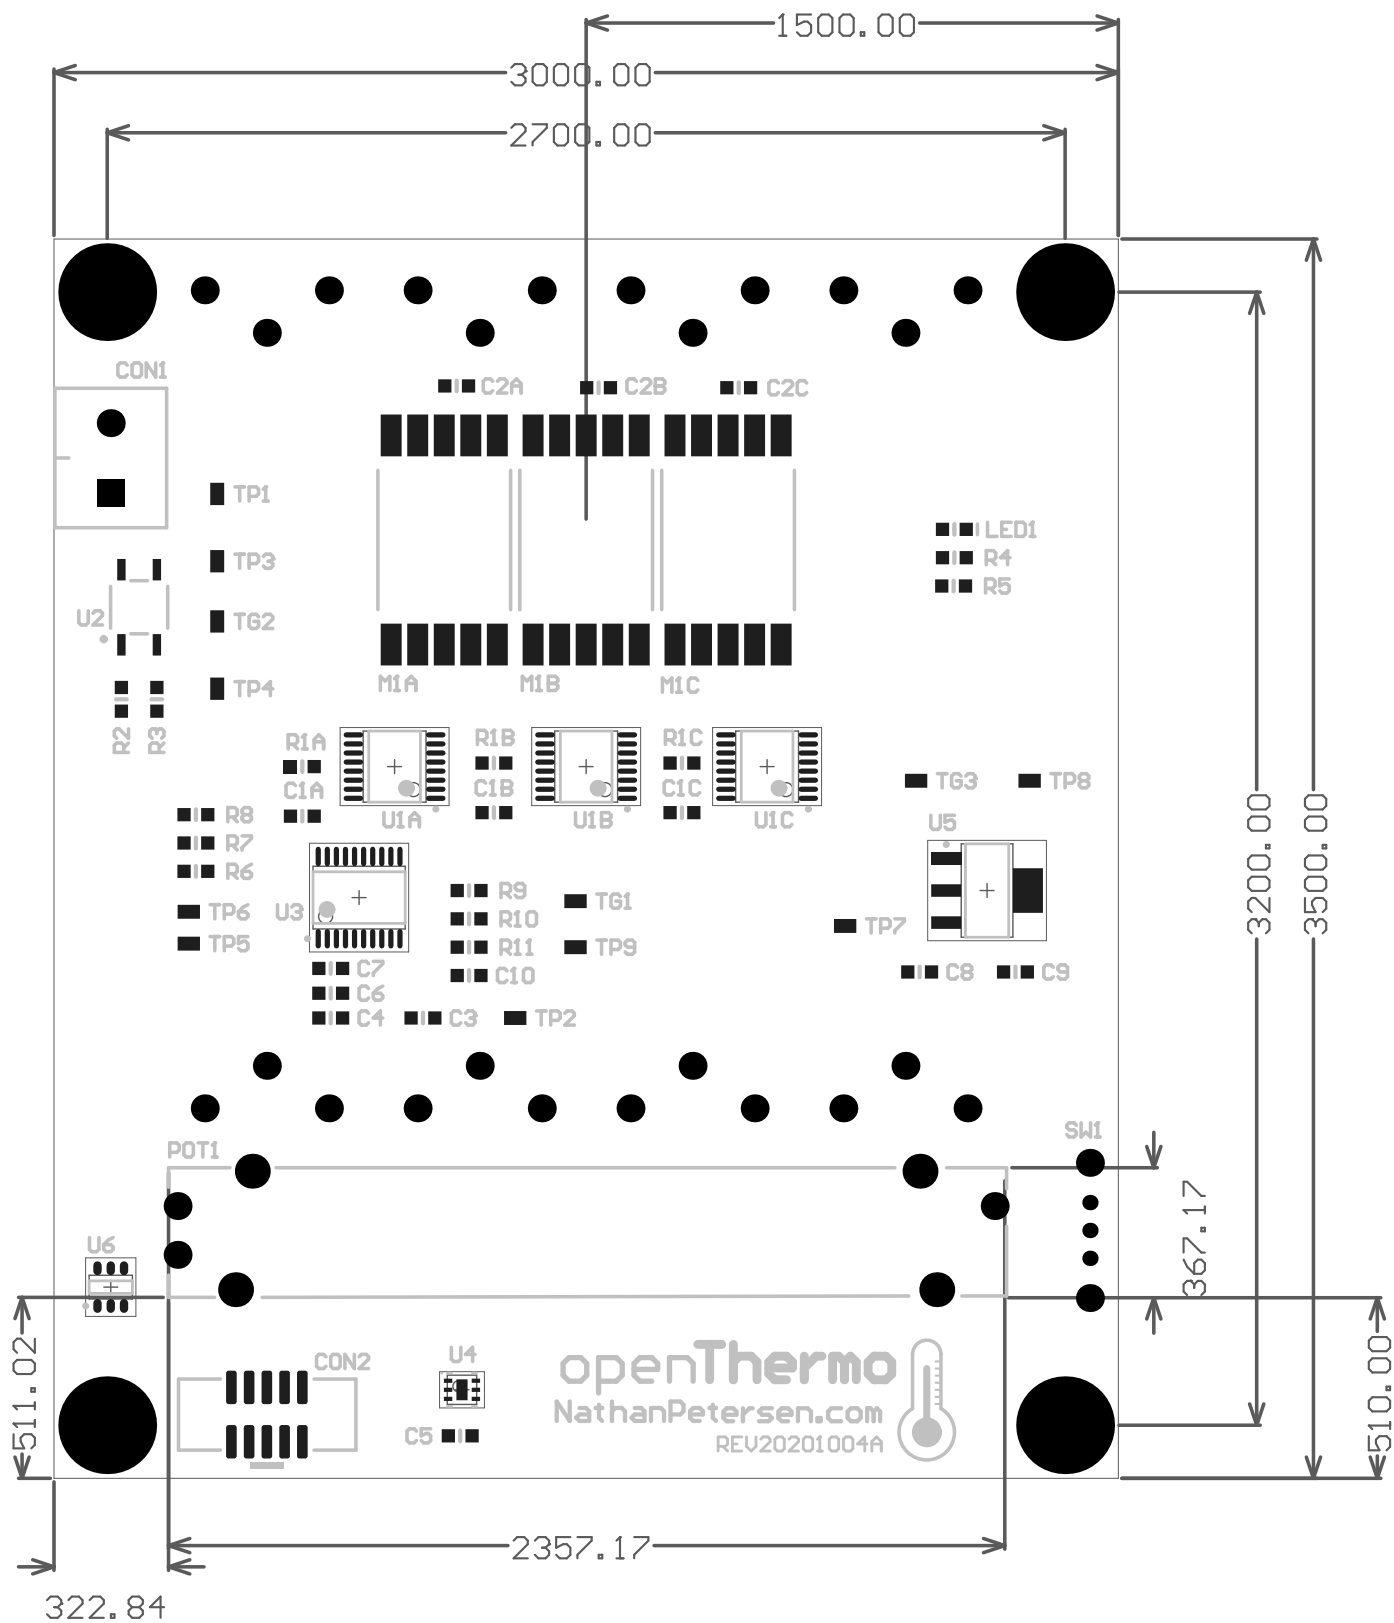 1500.00
3000.00
2700.00
CON1
C2A C2B C2C
TP1
LED1
TP3 R4
R5
U2 TG2
M1A M1B M1C
TP4
R2 R3
R1A R1B R1C
TG3 TP8
C1A C1B C1C
R8 U1A U1B U1C U5
R7
R6
3200.00
3500.00
R9
TP6 U3 TG1
R10 TP7
TP5 R11 TP9
C7 C10 C8 C9
C6
C4 C3 TP2
SW1
POT1
367.17
U6
511.02
510.00
CON2 U4 openThermo
NathanPetersen.com
C5 REV20201004A
2357.17
322.84